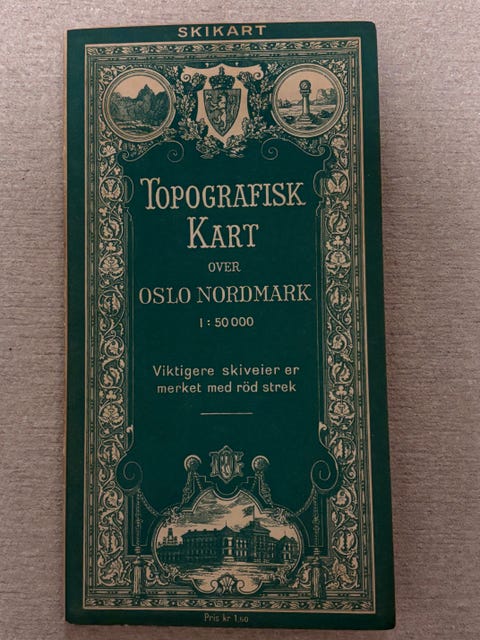 SKIKART
TOPOGRAFISK
KART
OVER
OSLO NORDMARK
1:50000
Viktigere skiveier er
merket med röd strek
Pris kr 1,50